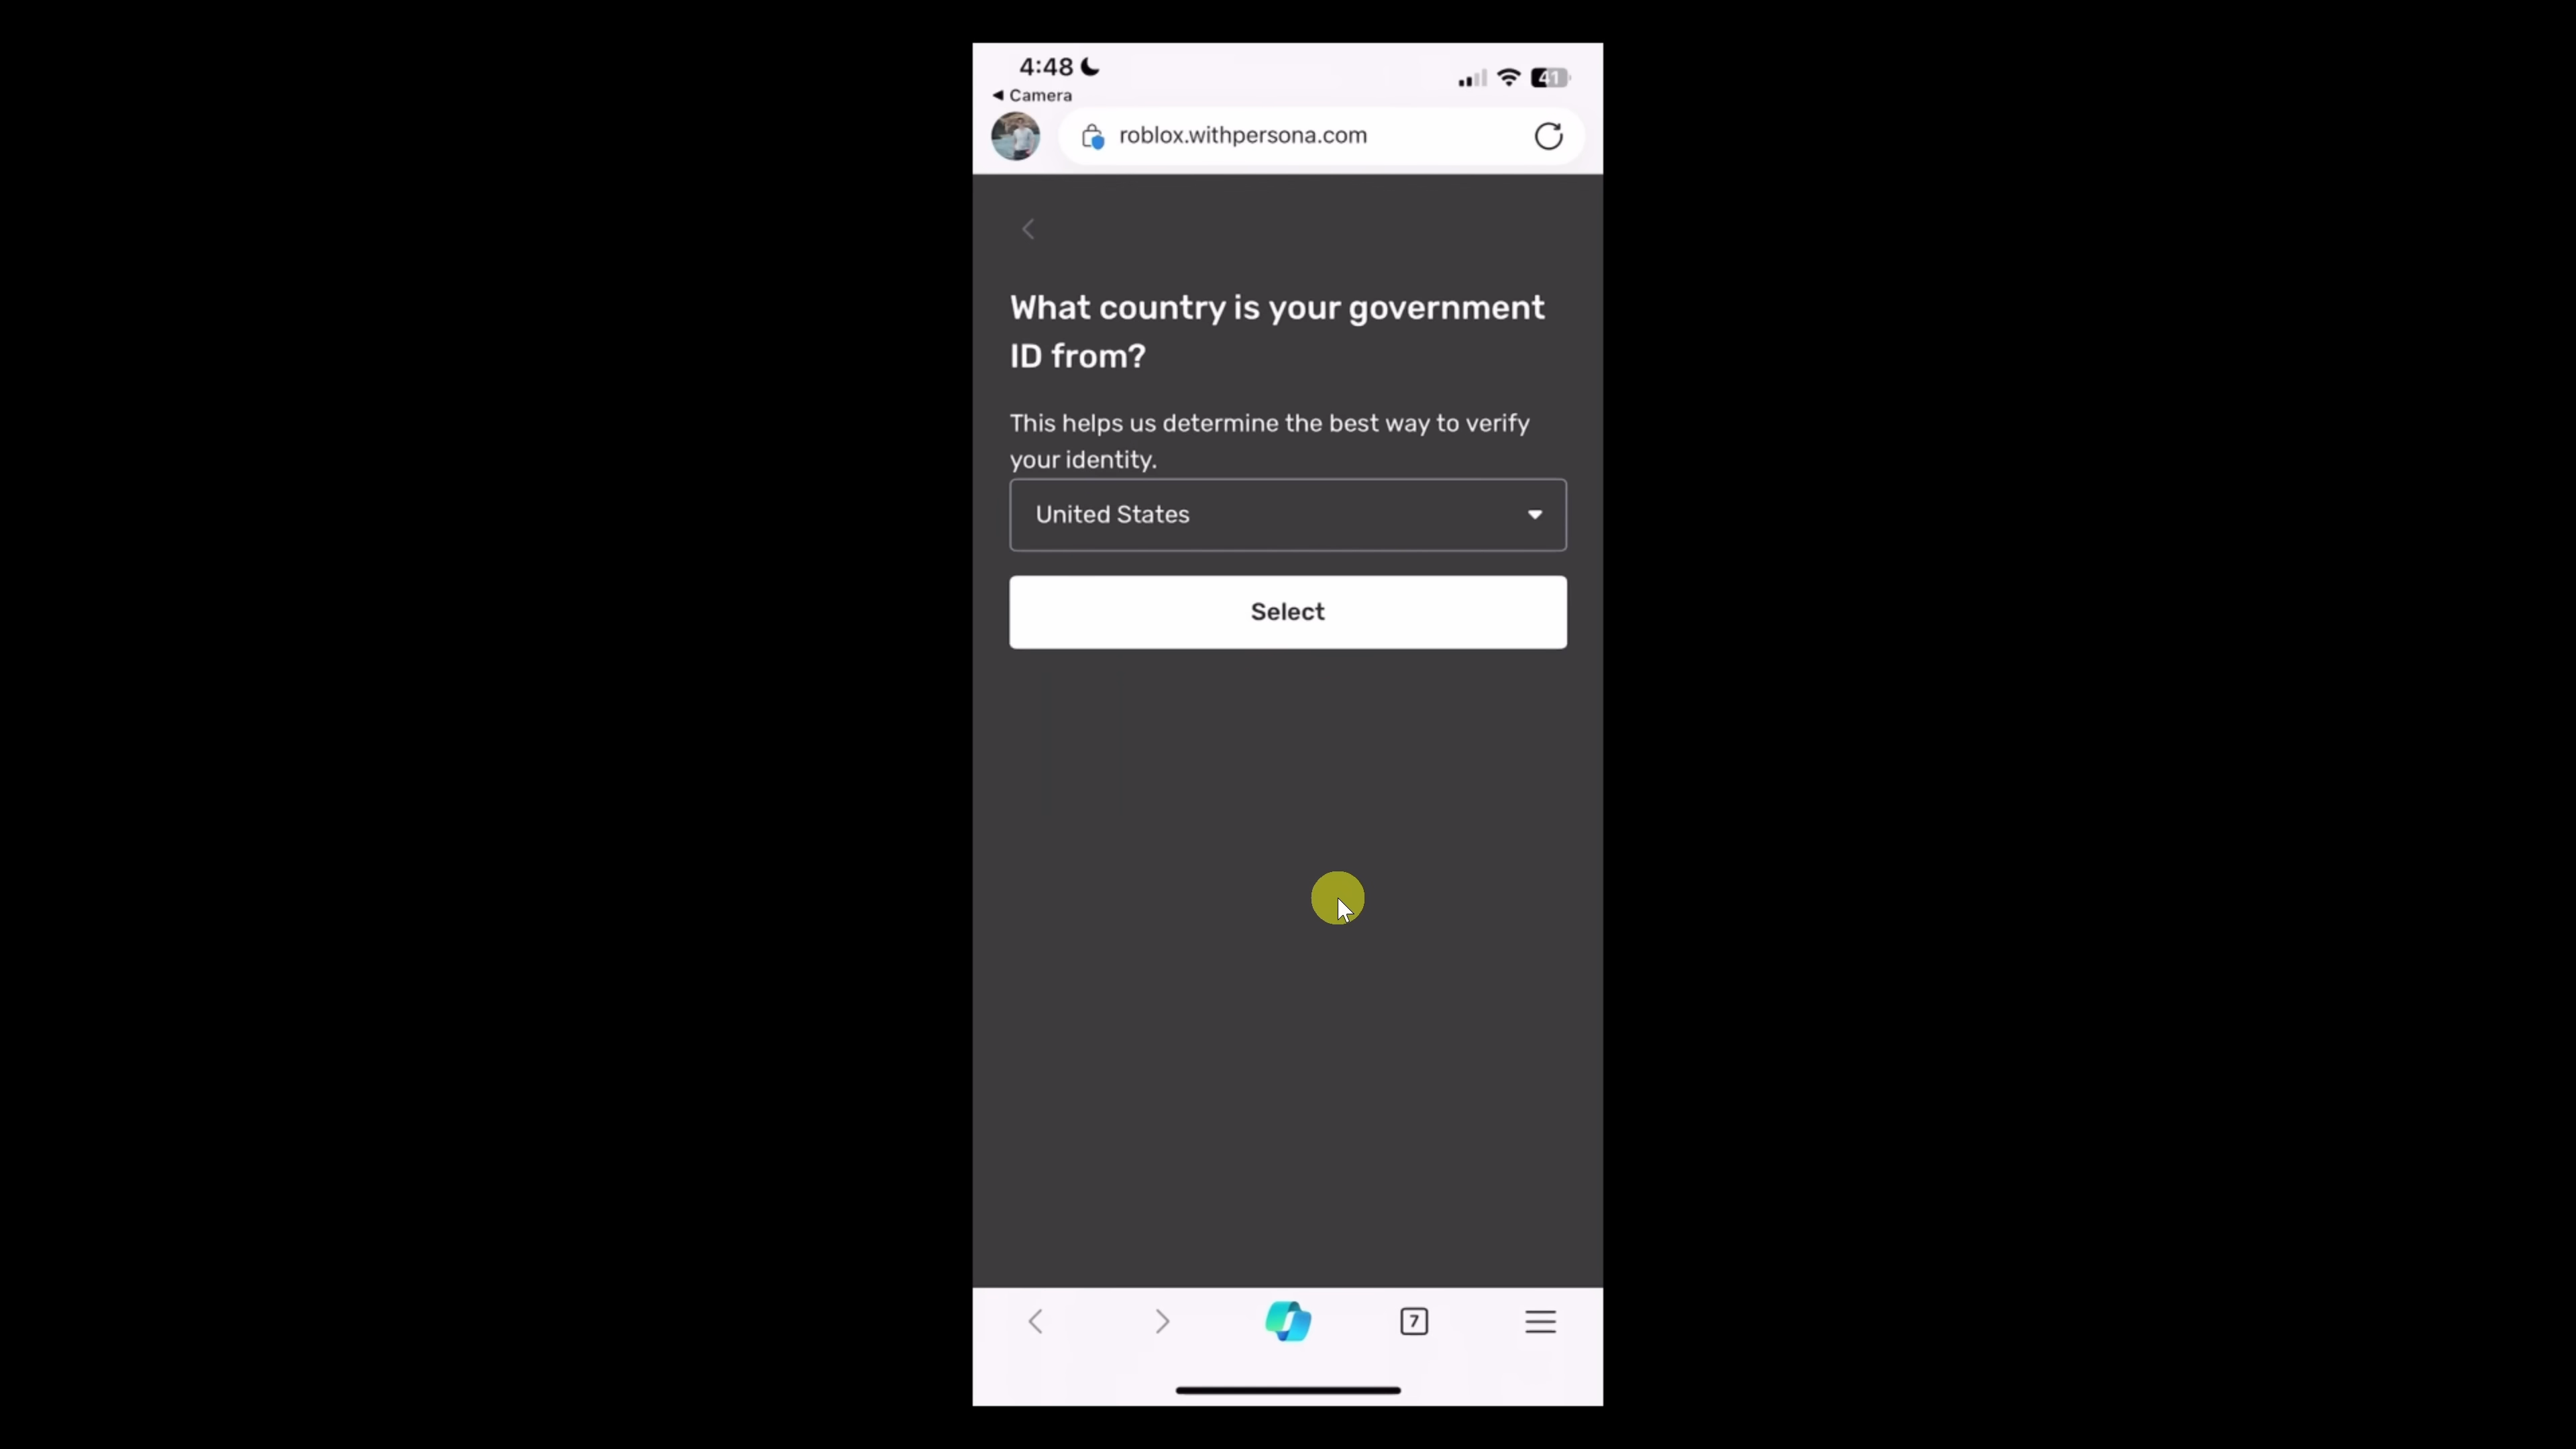 4:48
◀ Camera
41
roblox.withpersona.com
What country is your government
ID from?
This helps us determine the best way to verify
your identity.
United States
Select
7